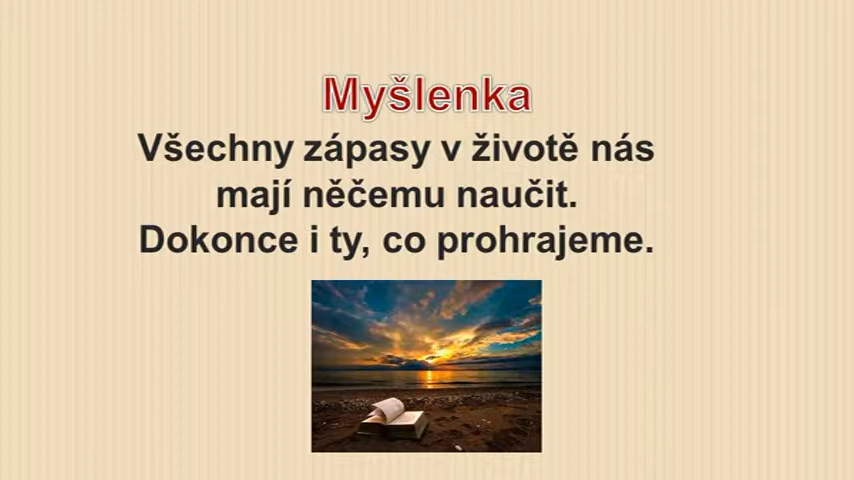 Myšlenka
Všechny zápasy v životě nás
mají něčemu naučit.
Dokonce i ty, co prohrajeme.